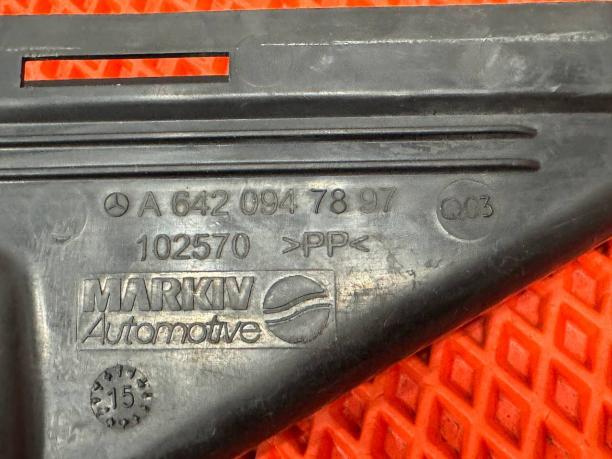 A 642 094 78 97
Q03
102570 >PP<
MARKIV
Automotive
15